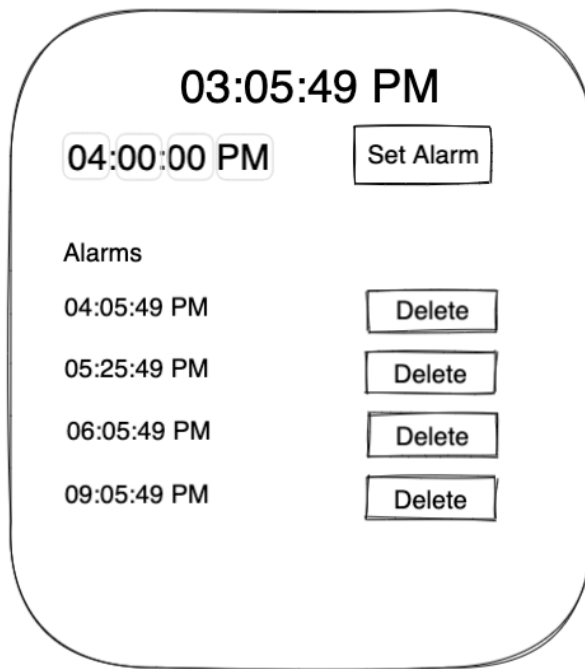 03:05:49 PM
04:00:00 PM Set Alarm
Alarms
04:05:49 PM Delete
05:25:49 PM Delete
06:05:49 PM Delete
09:05:49 PM Delete